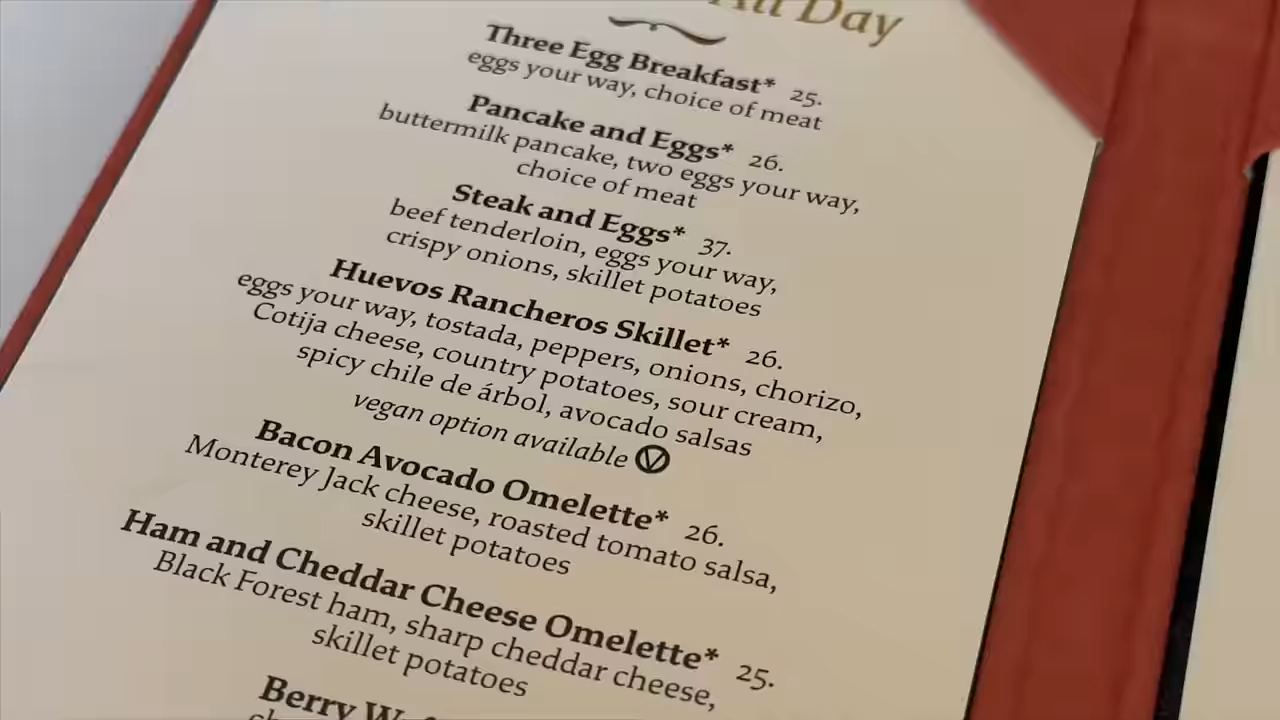 All Day
Three Egg Breakfast* 25.
eggs your way, choice of meat
Pancake and Eggs* 26.
buttermilk pancake, two eggs your way,
choice of meat
Steak and Eggs* 37.
beef tenderloin, eggs your way,
crispy onions, skillet potatoes
Huevos Rancheros Skillet* 26.
eggs your way, tostada, peppers, onions, chorizo,
Cotija cheese, country potatoes, sour cream,
spicy chile de árbol, avocado salsas
vegan option available Ⓥ
Bacon Avocado Omelette* 26.
Monterey Jack cheese, roasted tomato salsa,
skillet potatoes
Ham and Cheddar Cheese Omelette* 25.
Black Forest ham, sharp cheddar cheese,
skillet potatoes
Berry